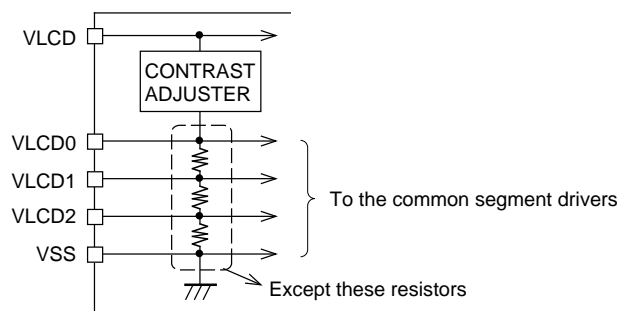 VLCD
CONTRAST
ADJUSTER
VLCD0
VLCD1
VLCD2
VSS
To the common segment drivers
Except these resistors